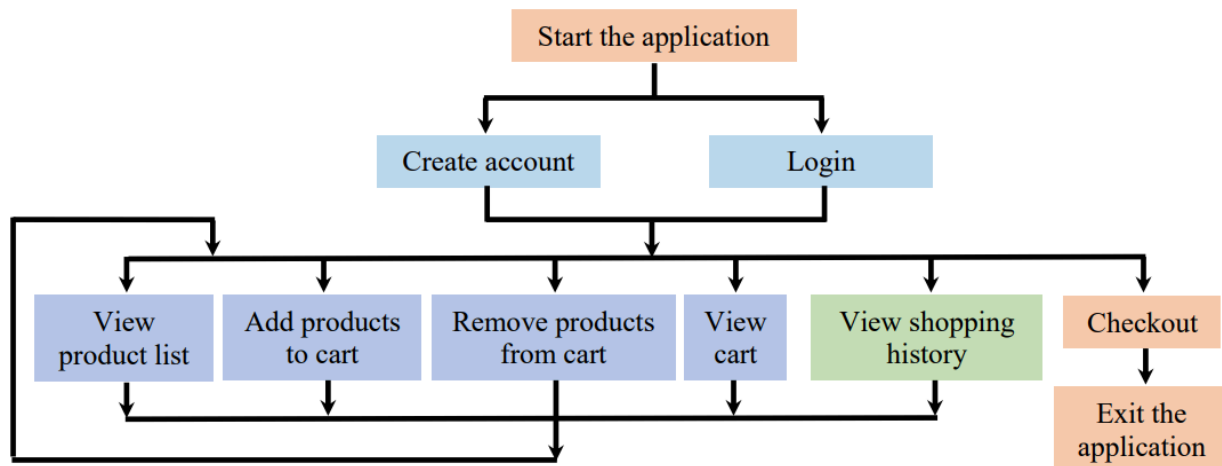 Start the application
Create account
Login
View
product list
Add products
to cart
Remove products
from cart
View
cart
View shopping
history
Checkout
Exit the
application